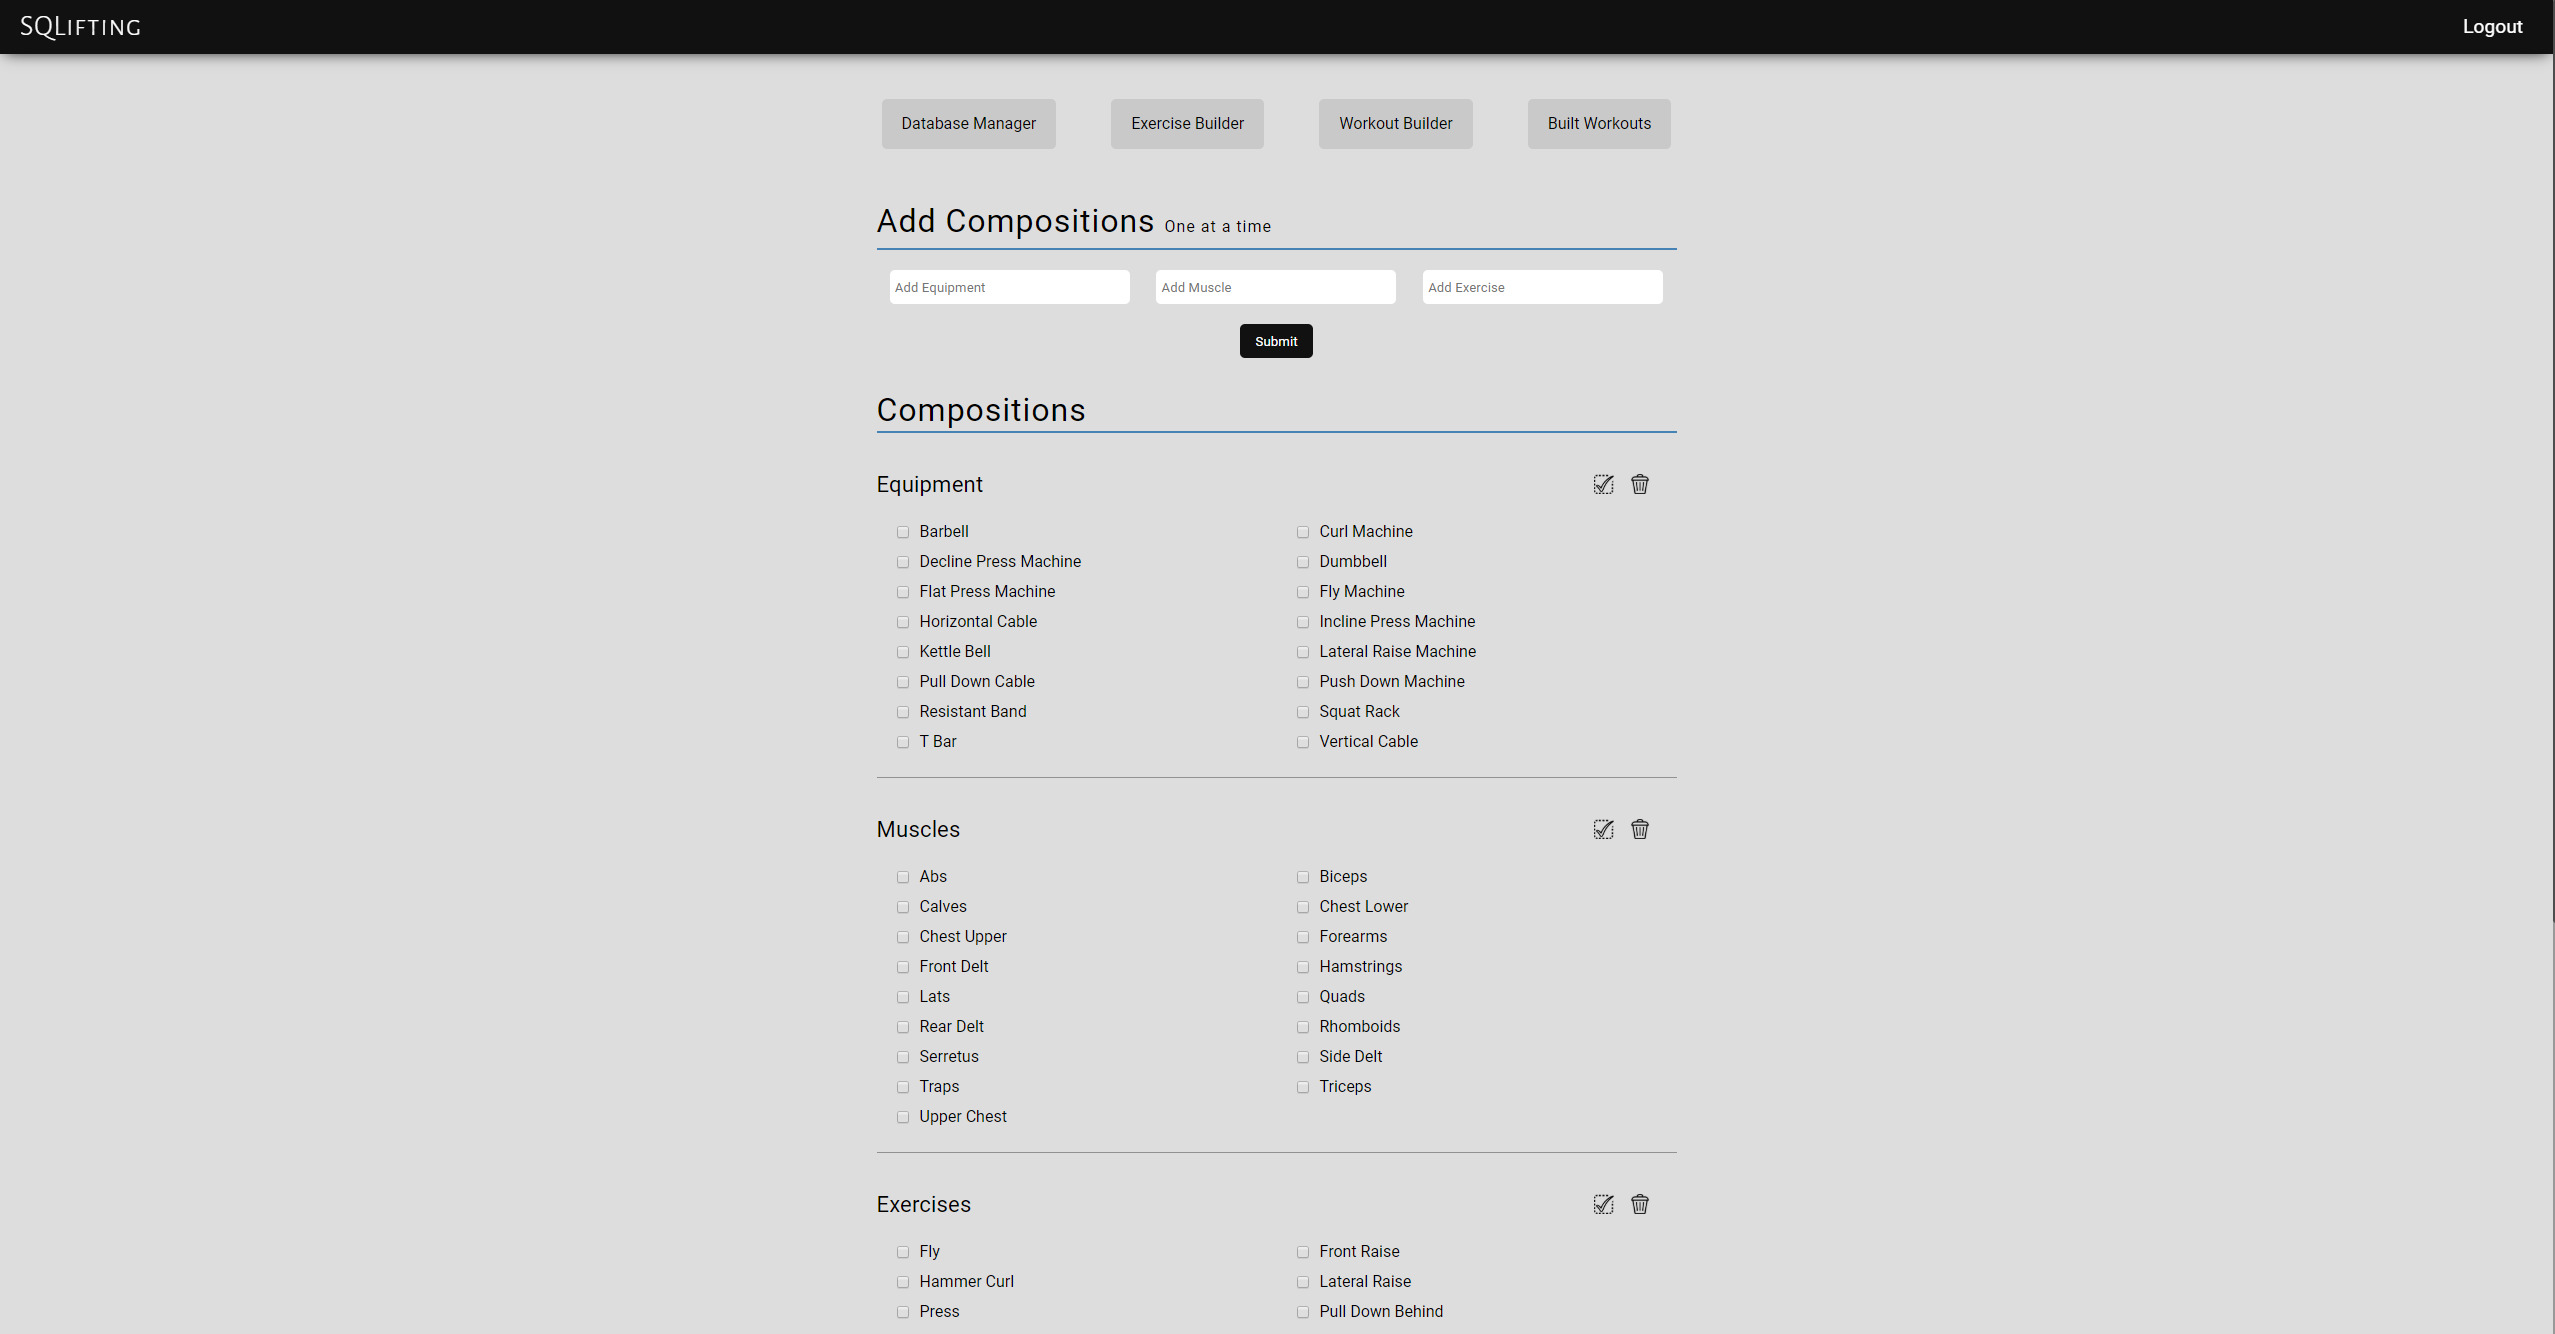 SQLIFTING Logout
Database Manager Exercise Builder Workout Builder Built Workouts
Add Compositions One at a time
Add Equipment Add Muscle Add Exercise
Submit
Compositions
Equipment
Barbell Curl Machine
Decline Press Machine Dumbbell
Flat Press Machine Fly Machine
Horizontal Cable Incline Press Machine
Kettle Bell Lateral Raise Machine
Pull Down Cable Push Down Machine
Resistant Band Squat Rack
T Bar Vertical Cable
Muscles
Abs Biceps
Calves Chest Lower
Chest Upper Forearms
Front Delt Hamstrings
Lats Quads
Rear Delt Rhomboids
Serretus Side Delt
Traps Triceps
Upper Chest
Exercises
Fly Front Raise
Hammer Curl Lateral Raise
Press Pull Down Behind